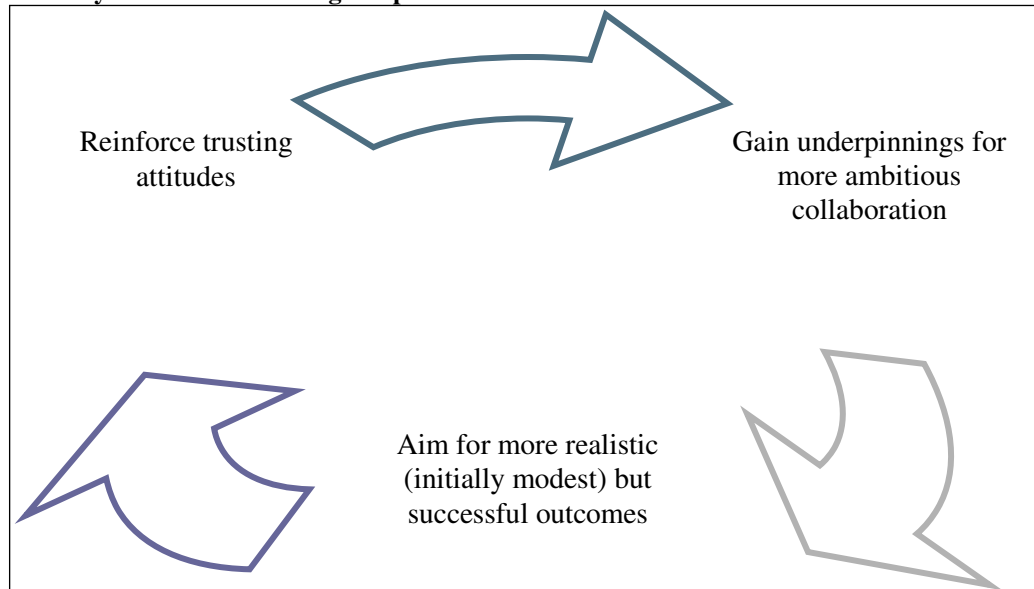 Reinforce trusting
attitudes
Gain underpinnings for
more ambitious
collaboration
Aim for more realistic
(initially modest) but
successful outcomes